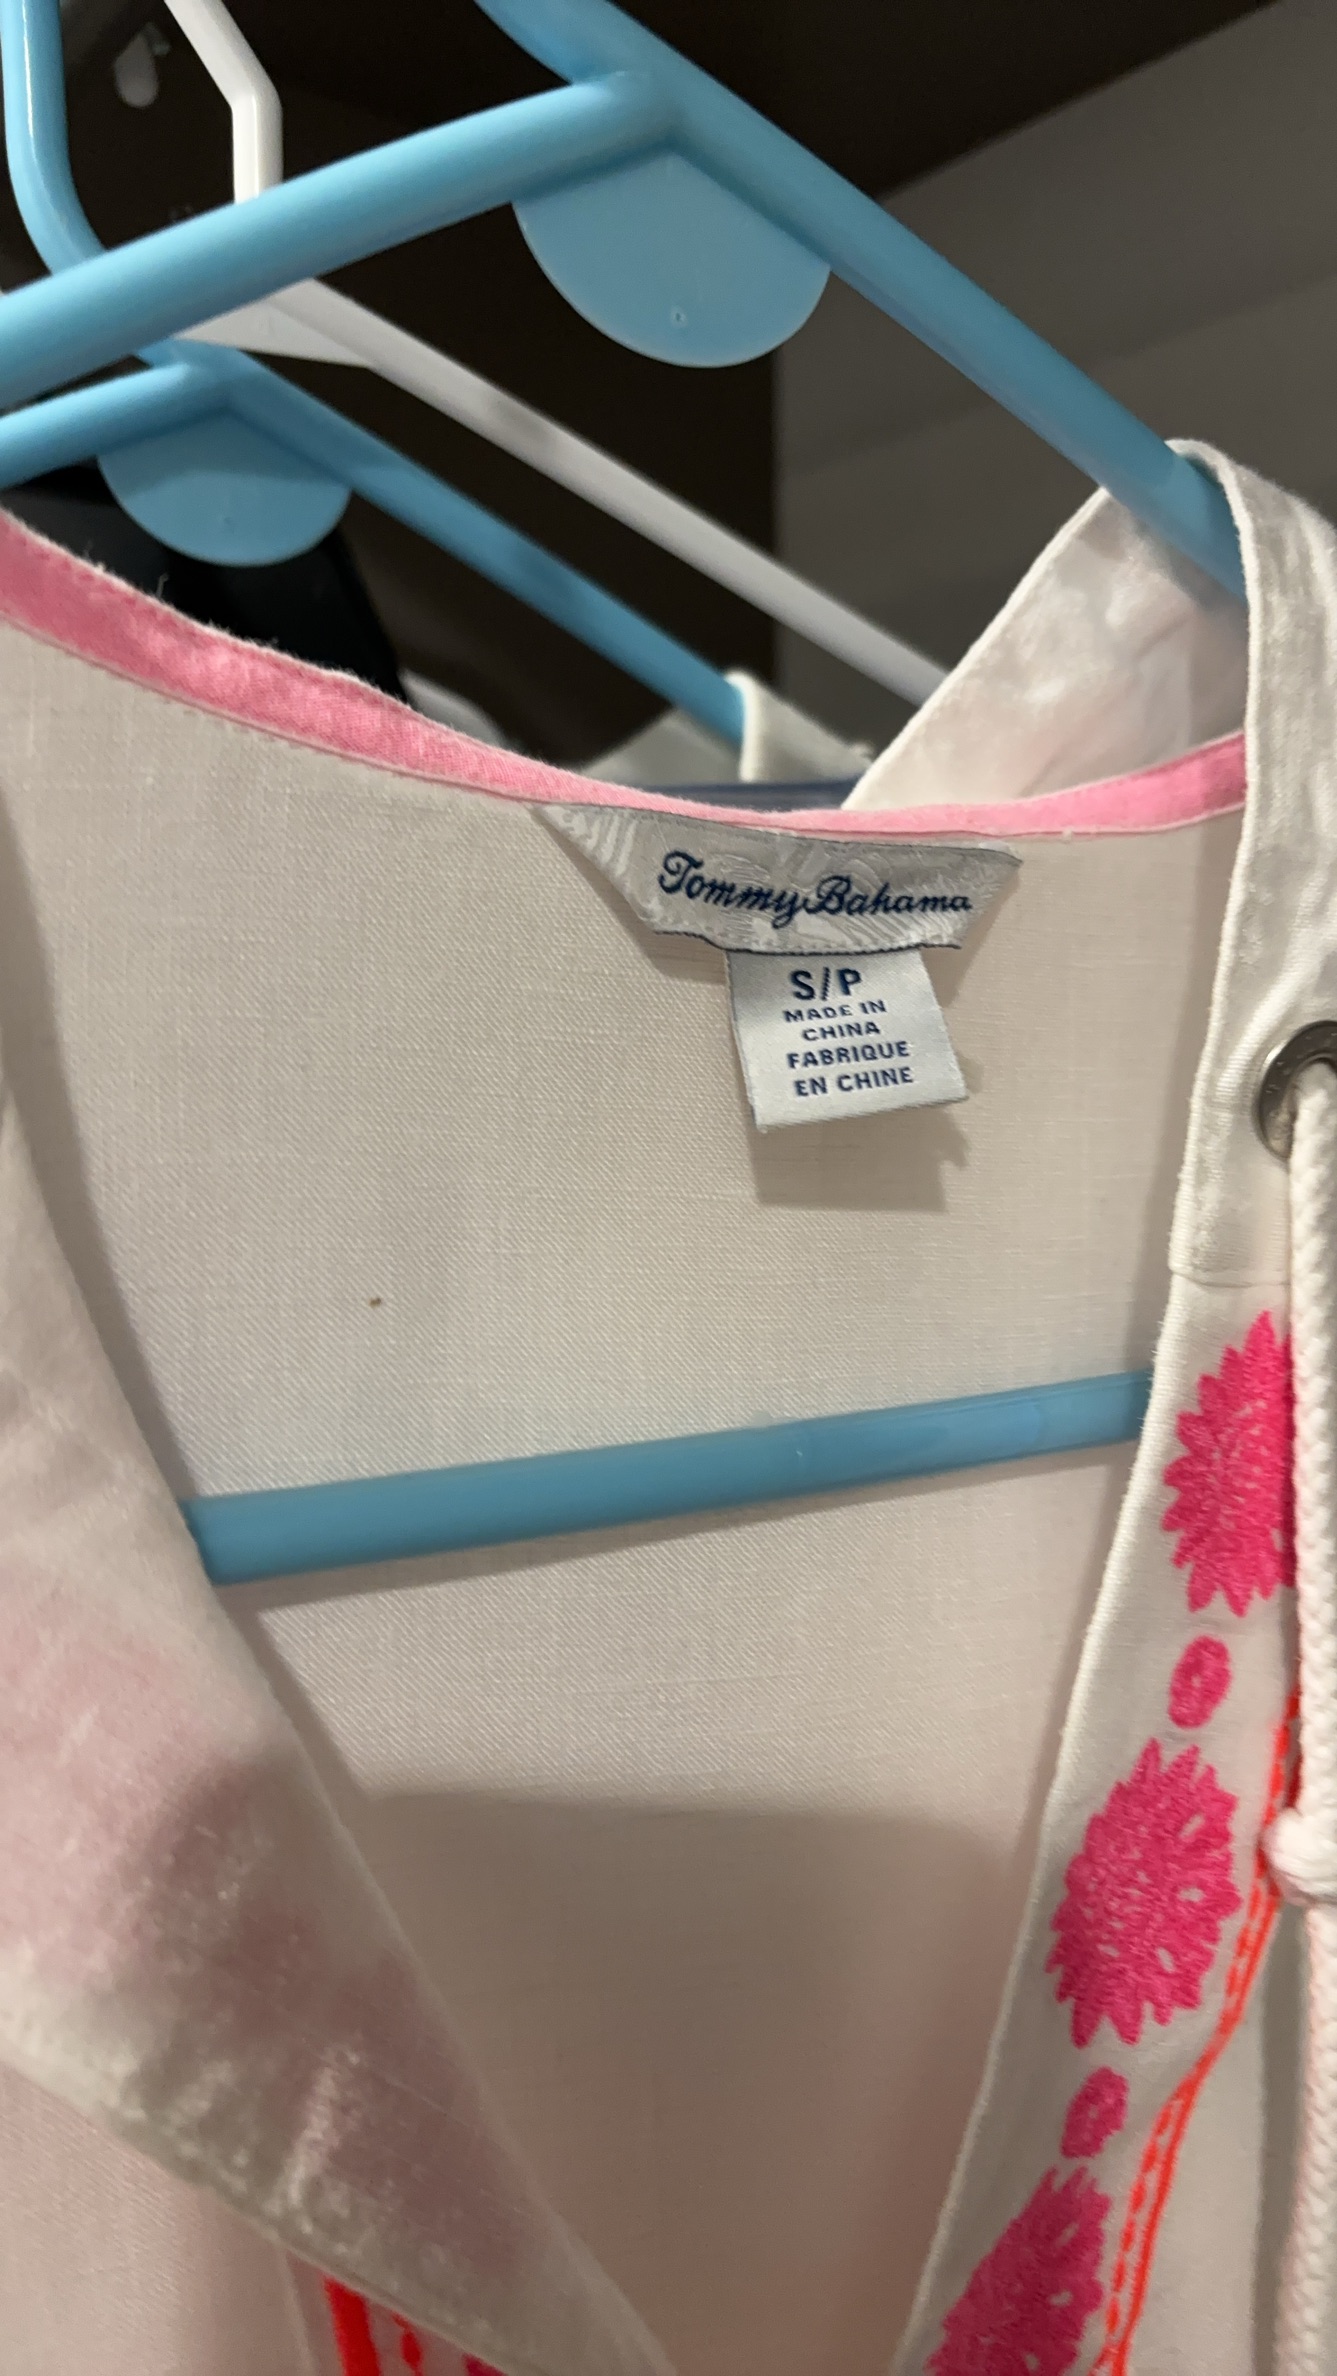 Tommy Bahama
S/P
MADE IN
CHINA
FABRIQUE
EN CHINE